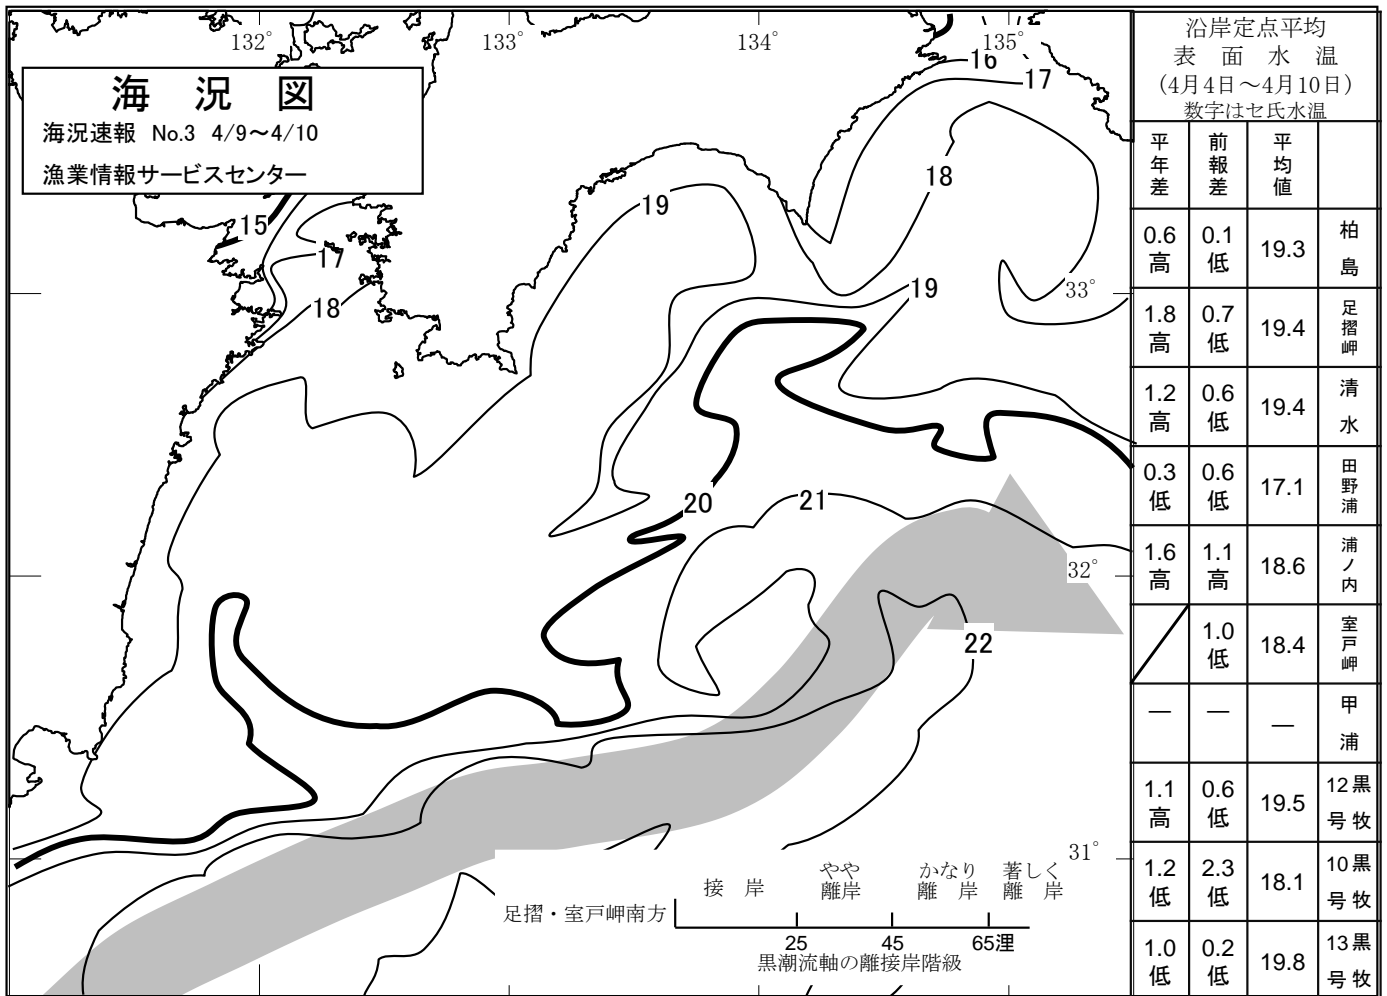 海況図
海況速報 No.3 4/9～4/10
漁業情報サービスセンター
132°
133°
134°
135°
16
17
18
19
15
17
18
33°
19
20
21
32°
22
31°
接岸
やや
離岸
かなり
離岸
著しく
離岸
足摺・室戸岬南方
25
45
65浬
黒潮流軸の離接岸階級
沿岸定点平均
表面水温
(4月4日～4月10日)
数字はセ氏水温
平年差 前報差 平均値
0.6高 0.1低 19.3 柏島
1.8高 0.7低 19.4 足摺岬
1.2高 0.6低 19.4 清水
0.3低 0.6低 17.1 田野浦
1.6高 1.1高 18.6 浦ノ内
1.0低 18.4 室戸岬
― ― ― 甲浦
1.1高 0.6低 19.5 黒牧12号
1.2低 2.3低 18.1 黒牧10号
1.0低 0.2低 19.8 黒牧13号